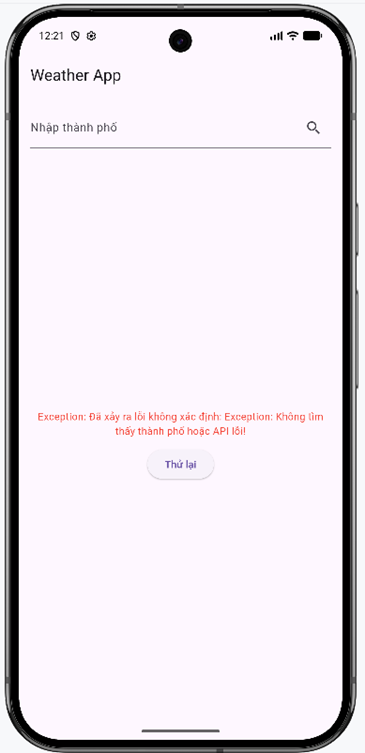 12:21
Weather App
Nhập thành phố
Exception: Đã xảy ra lỗi không xác định: Exception: Không tìm
thấy thành phố hoặc API lỗi!
Thử lại